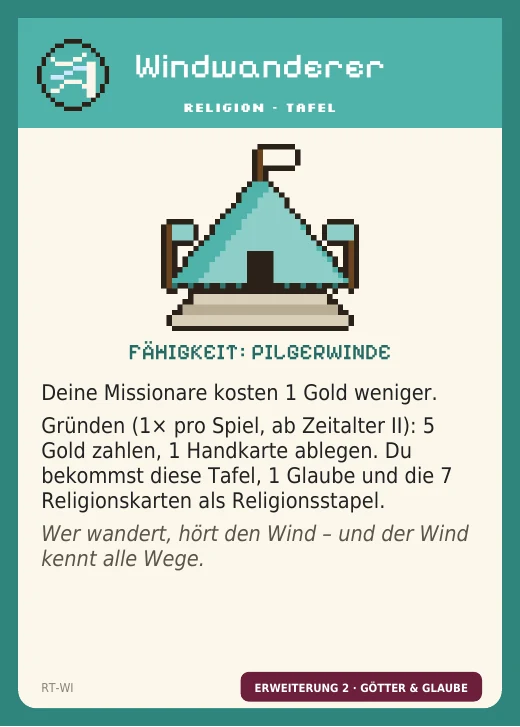 Windwanderer
RELIGION - TAFEL
FÄHIGKEIT: PILGERWINDE
Deine Missionare kosten 1 Gold weniger.
Gründen (1× pro Spiel, ab Zeitalter II): 5
Gold zahlen, 1 Handkarte ablegen. Du
bekommst diese Tafel, 1 Glaube und die 7
Religionskarten als Religionsstapel.
Wer wandert, hört den Wind – und der Wind
kennt alle Wege.
RT-WI
ERWEITERUNG 2 · GÖTTER & GLAUBE